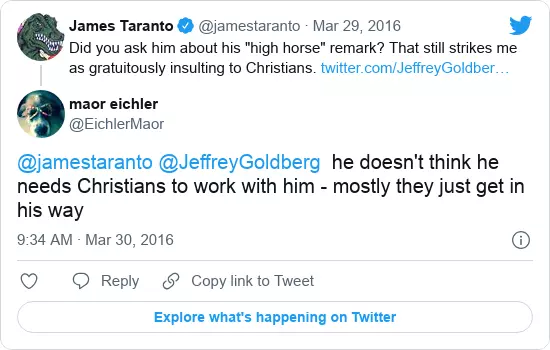 James Taranto @jamestaranto · Mar 29, 2016
Did you ask him about his "high horse" remark? That still strikes me
as gratuitously insulting to Christians. twitter.com/JeffreyGoldber…
maor eichler
@EichlerMaor
@jamestaranto @JeffreyGoldberg he doesn't think he
needs Christians to work with him - mostly they just get in
his way
9:34 AM · Mar 30, 2016
Reply Copy link to Tweet
Explore what's happening on Twitter